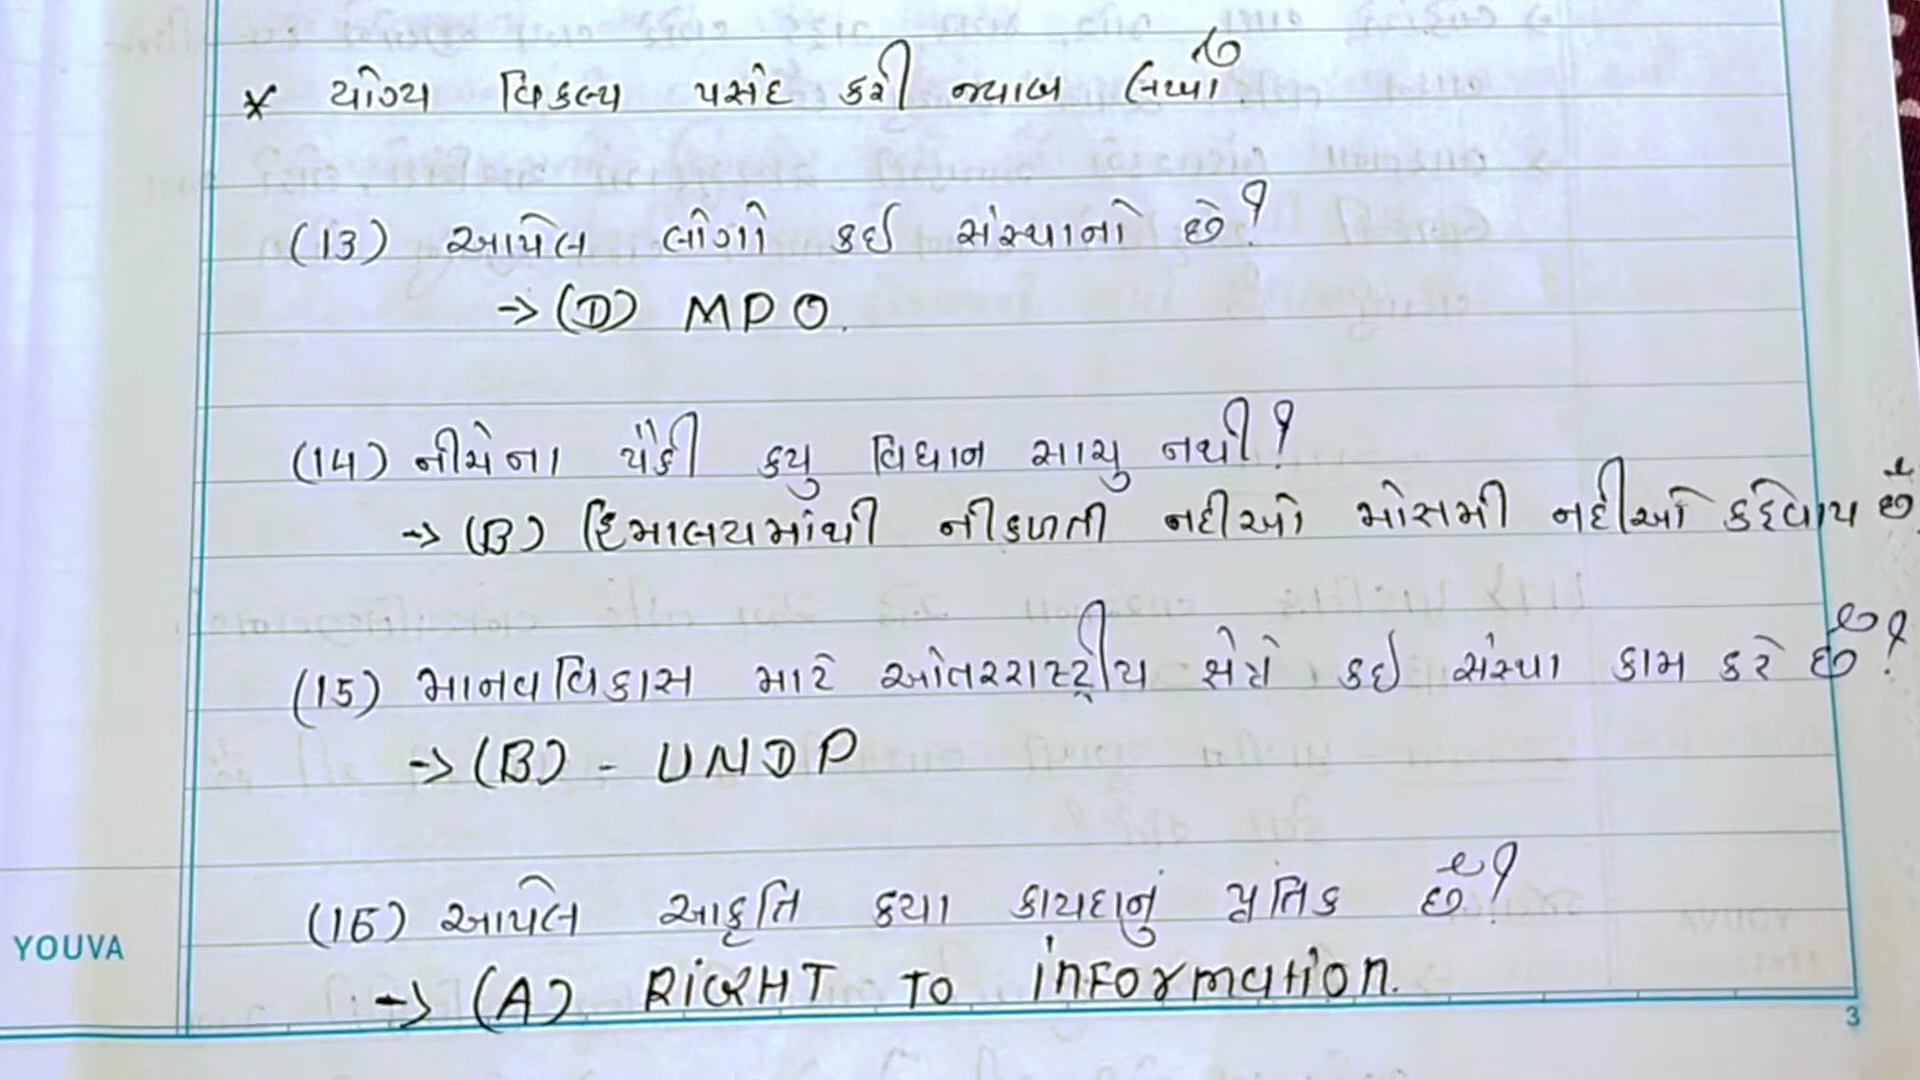 * યોગ્ય વિકલ્પ પસંદ કરી જવાબ લખો
(13) આપેલ લોગો કઈ સંસ્થાનો છે?
→ (D) MPO.
(14) નીચેના પૈકી કયુ વિધાન સાચુ નથી?
→ (B) હિમાલયમાંથી નીકળતી નદીઓ મોસમી નદીઓ કહેવાય છે
(15) માનવવિકાસ માટે આંતરરાષ્ટ્રીય ક્ષેત્રે કઈ સંસ્થા કામ કરે છે?
→ (B) - UNDP
(16) આપેલ આકૃતિ કયા કાયદાનું પ્રતિક છે?
→ (A) RiGHT TO inFOrmation.
YOUVA
3